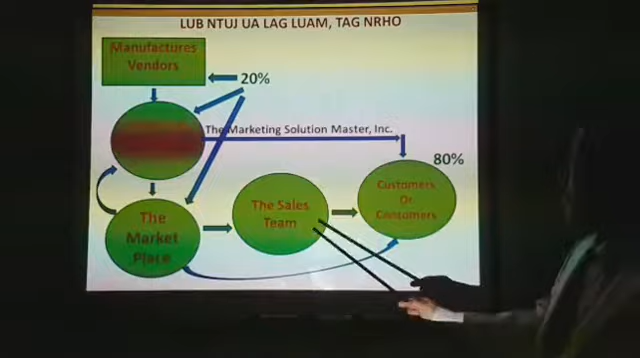 LUB NTUJ UA LAG LUAM, TAG NRHO
Manufactures
Vendors
20%
The Marketing Solution Master, Inc.
80%
Customers
Or
Consumers
The Sales
Team
The
Market
Place